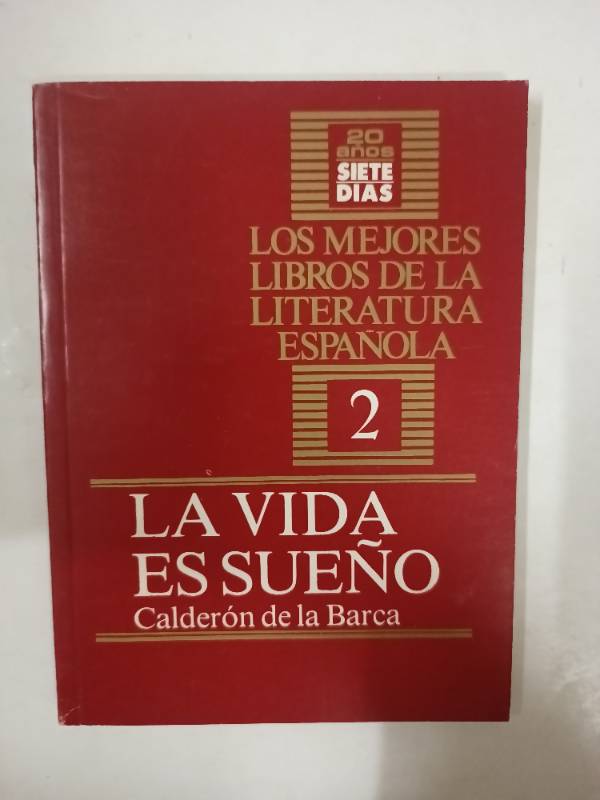 20
años
SIETE
DIAS
LOS MEJORES
LIBROS DE LA
LITERATURA
ESPAÑOLA
2
LA VIDA
ES SUEÑO
Calderón de la Barca